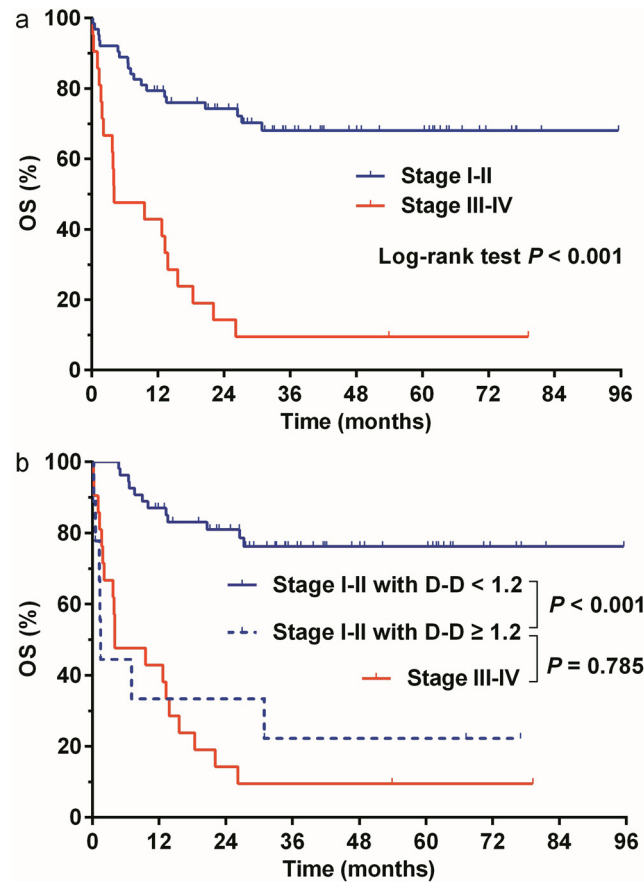 a
100
80
60
40
20
0
OS (%)
Stage I-II
Stage III-IV
Log-rank test P < 0.001
0 12 24 36 48 60 72 84 96
Time (months)
b
100
80
60
40
20
0
OS (%)
Stage I-II with D-D < 1.2
P < 0.001
Stage I-II with D-D ≥ 1.2
P = 0.785
Stage III-IV
0 12 24 36 48 60 72 84 96
Time (months)